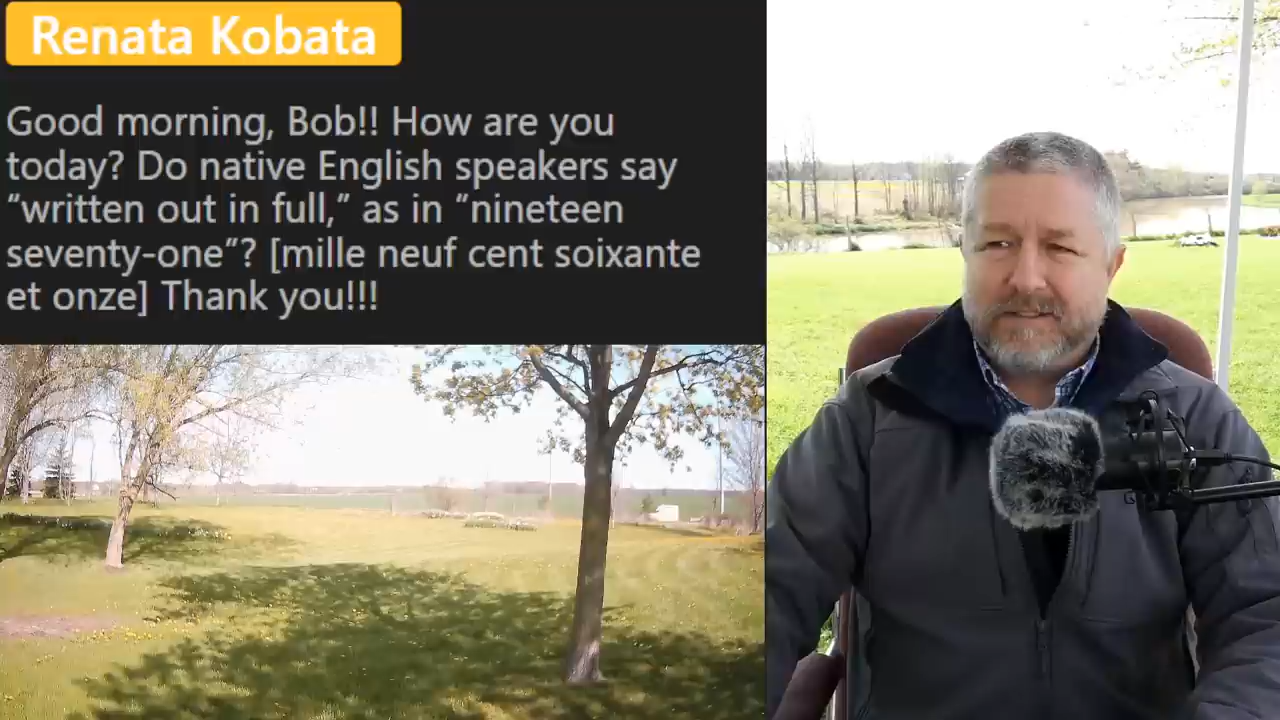 Renata Kobata
Good morning, Bob!! How are you
today? Do native English speakers say
“written out in full,” as in “nineteen
seventy-one”? [mille neuf cent soixante
et onze] Thank you!!!